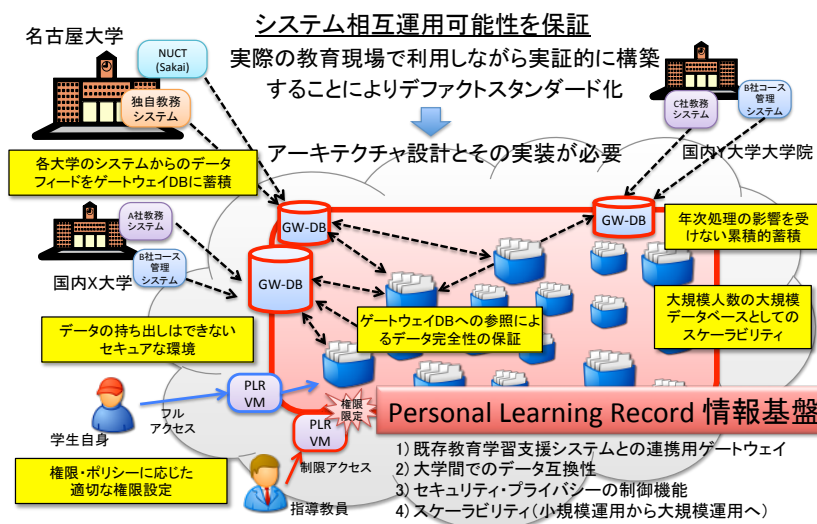 システム相互運用可能性を保証
名古屋大学
NUCT
(Sakai)
独自教務
システム
実際の教育現場で利用しながら実証的に構築
することによりデファクトスタンダード化
C社教務
システム
B社コース
管理
システム
国内Y大学大学院
アーキテクチャ設計とその実装が必要
各大学のシステムからのデータ
フィードをゲートウェイDBに蓄積
A社教務
システム
B社コース
管理
システム
国内X大学
GW-DB
GW-DB
GW-DB
年次処理の影響を受
けない累積的蓄積
大規模人数の大規模
データベースとしての
スケーラビリティ
ゲートウェイDBへの参照によ
るデータ完全性の保証
データの持ち出しはできない
セキュアな環境
PLR
VM
フル
アクセス
学生自身
権限
限定
PLR
VM
制限アクセス
指導教員
権限・ポリシーに応じた
適切な権限設定
Personal Learning Record 情報基盤
1) 既存教育学習支援システムとの連携用ゲートウェイ
2) 大学間でのデータ互換性
3) セキュリティ・プライバシーの制御機能
4) スケーラビリティ(小規模運用から大規模運用へ)